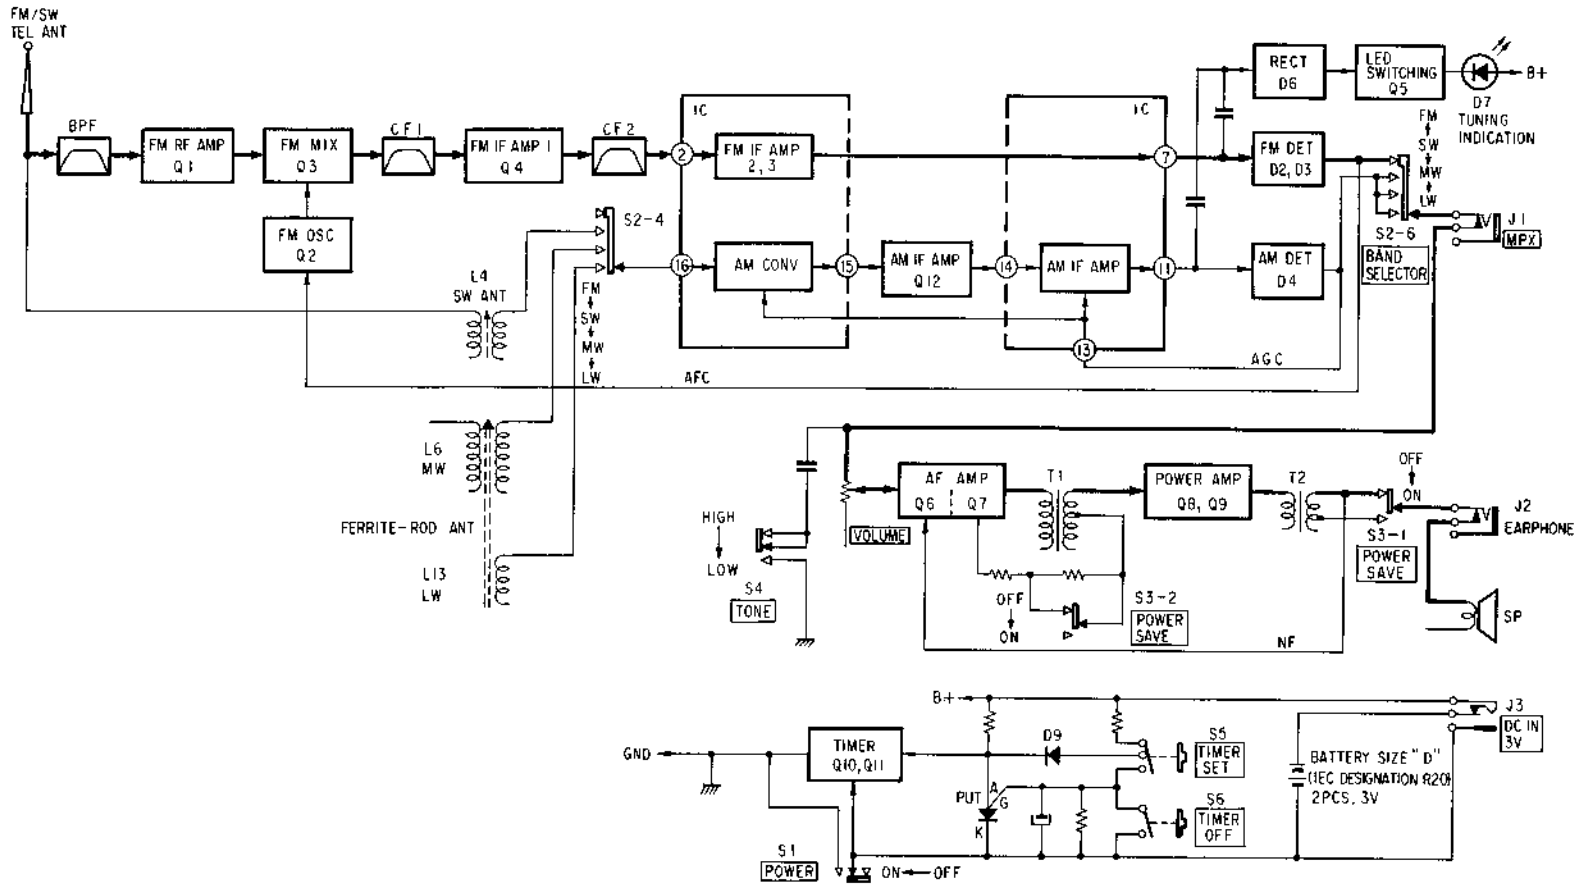 FM/SW
TEL ANT
BPF
FM RF AMP
Q1
FM MIX
Q3
CF1
FM IF AMP 1
Q4
CF2
IC
2
FM IF AMP
2, 3
IC
7
RECT
D6
LED
SWITCHING
Q5
D7
TUNING
INDICATION
B+
FM DET
D2, D3
FM
SW
MW
LW
S2-6
BAND
SELECTOR
J1
MPX
FM OSC
Q2
S2-4
FM
SW
MW
LW
16
AM CONV
15
AM IF AMP
Q12
14
AM IF AMP
11
AM DET
D4
13
AGC
L4
SW ANT
AFC
L6
MW
FERRITE-ROD ANT
L13
LW
HIGH
LOW
S4
TONE
VOLUME
AF AMP
Q6
Q7
T1
POWER AMP
Q8, Q9
T2
OFF
ON
S3-1
POWER
SAVE
J2
EARPHONE
OFF
ON
S3-2
POWER
SAVE
NF
SP
B+
GND
TIMER
Q10, Q11
D9
S5
TIMER
SET
PUT
A
G
K
S6
TIMER
OFF
BATTERY SIZE "D"
(IEC DESIGNATION R20)
2PCS, 3V
J3
DC IN
3V
S1
POWER
ON
OFF